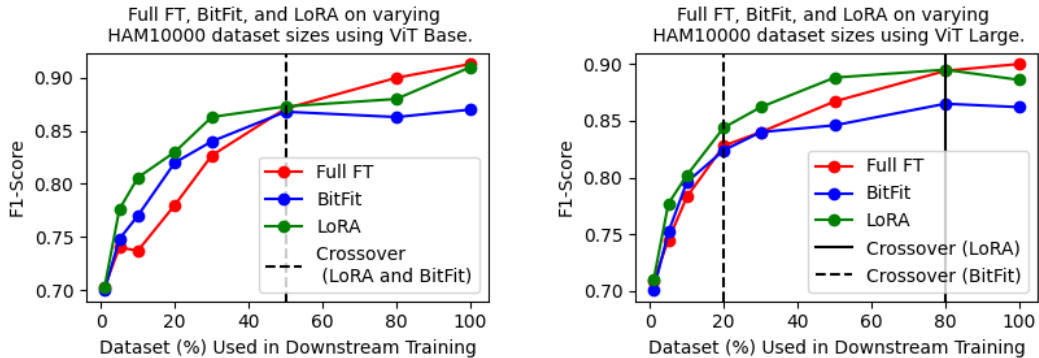 Full FT, BitFit, and LoRA on varying
HAM10000 dataset sizes using ViT Base.
F1-Score
0.90
0.85
0.80
0.75
0.70
Full FT
BitFit
LoRA
Crossover
(LoRA and BitFit)
0 20 40 60 80 100
Dataset (%) Used in Downstream Training
Full FT, BitFit, and LoRA on varying
HAM10000 dataset sizes using ViT Large.
F1-Score
0.90
0.85
0.80
0.75
0.70
Full FT
BitFit
LoRA
Crossover (LoRA)
Crossover (BitFit)
0 20 40 60 80 100
Dataset (%) Used in Downstream Training